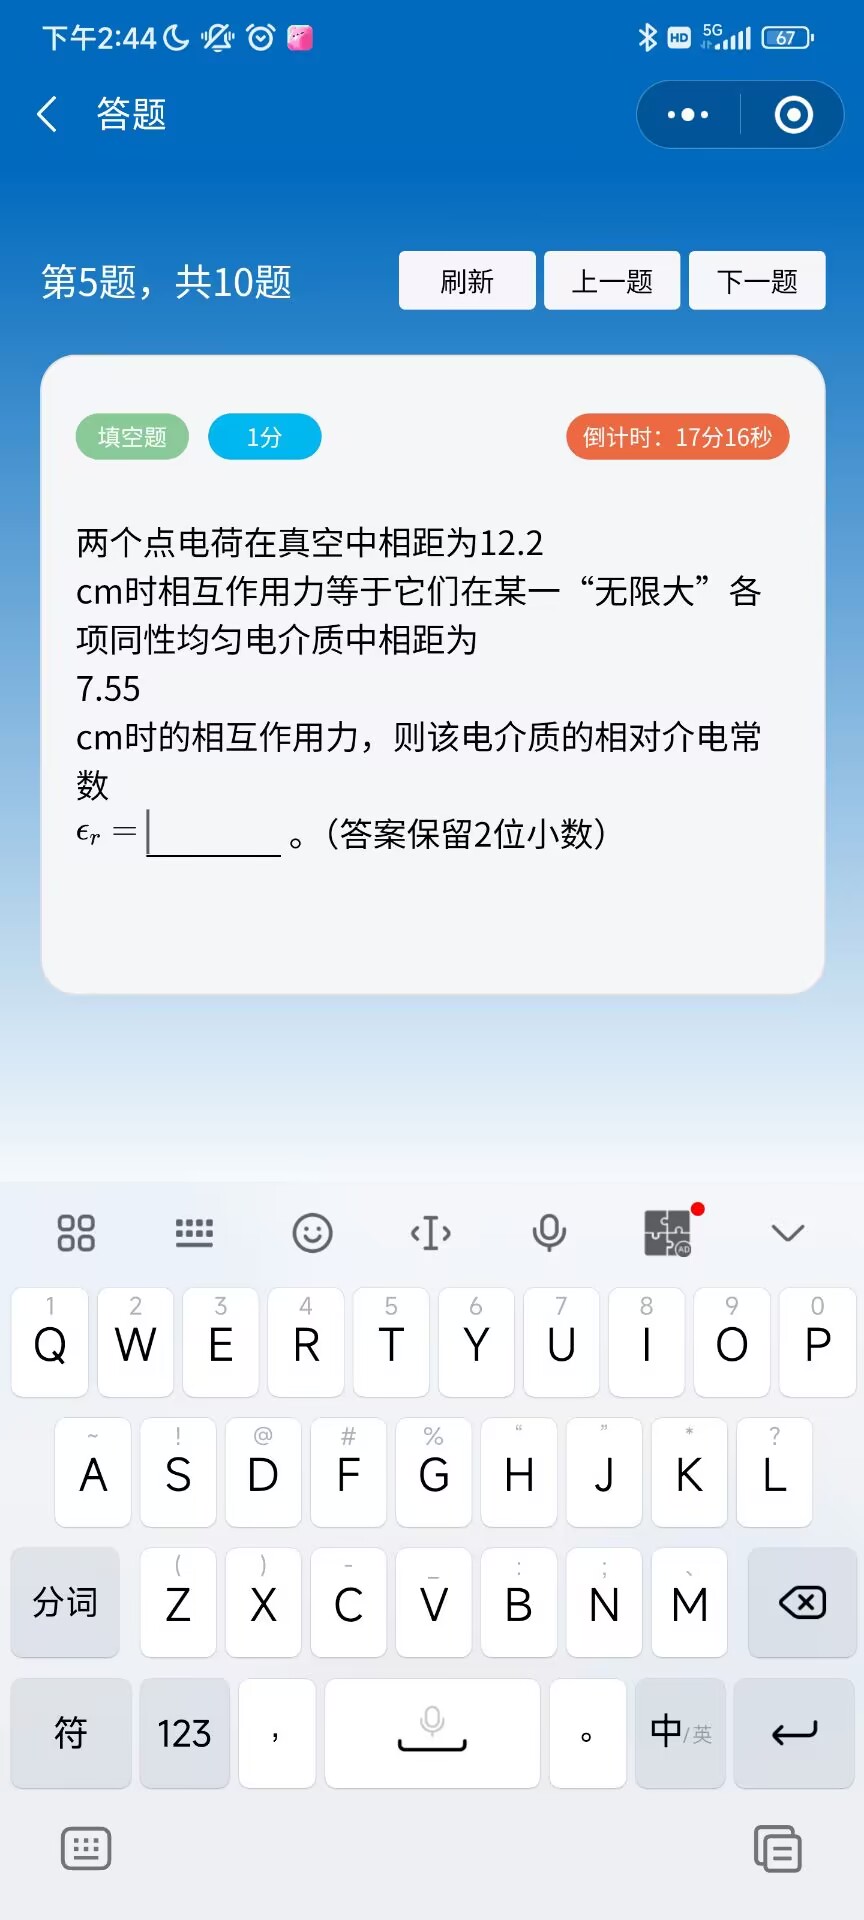 下午2:44
HD 5G 67
答题
第5题，共10题 刷新 上一题 下一题
填空题 1分 倒计时：17分16秒
两个点电荷在真空中相距为12.2
cm时相互作用力等于它们在某一“无限大”各
项同性均匀电介质中相距为
7.55
cm时的相互作用力，则该电介质的相对介电常
数
ϵr = ______ 。（答案保留2位小数）
AD
1 2 3 4 5 6 7 8 9 0
Q W E R T Y U I O P
~ ! @ # % “ ” * ?
A S D F G H J K L
( ) - _ : ; 、
分词 Z X C V B N M
符 123 , 。 中/英